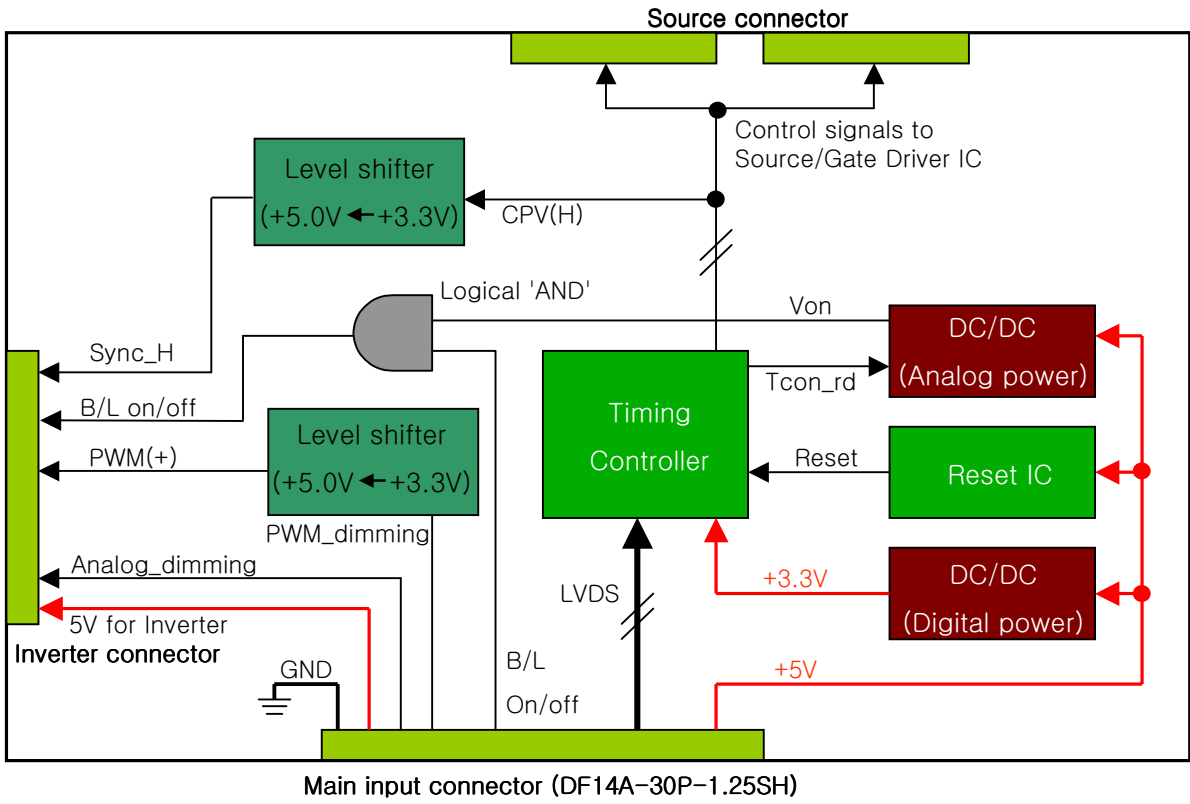 Source connector
Control signals to
Source/Gate Driver IC
Level shifter
(+5.0V ← +3.3V)
CPV(H)
Logical 'AND'
Von
DC/DC
(Analog power)
Sync_H
Tcon_rd
B/L on/off
Timing
Controller
Level shifter
(+5.0V ← +3.3V)
PWM(+)
Reset
Reset IC
PWM_dimming
Analog_dimming
LVDS
+3.3V
DC/DC
(Digital power)
5V for Inverter
Inverter connector
GND
B/L
On/off
+5V
Main input connector (DF14A-30P-1.25SH)